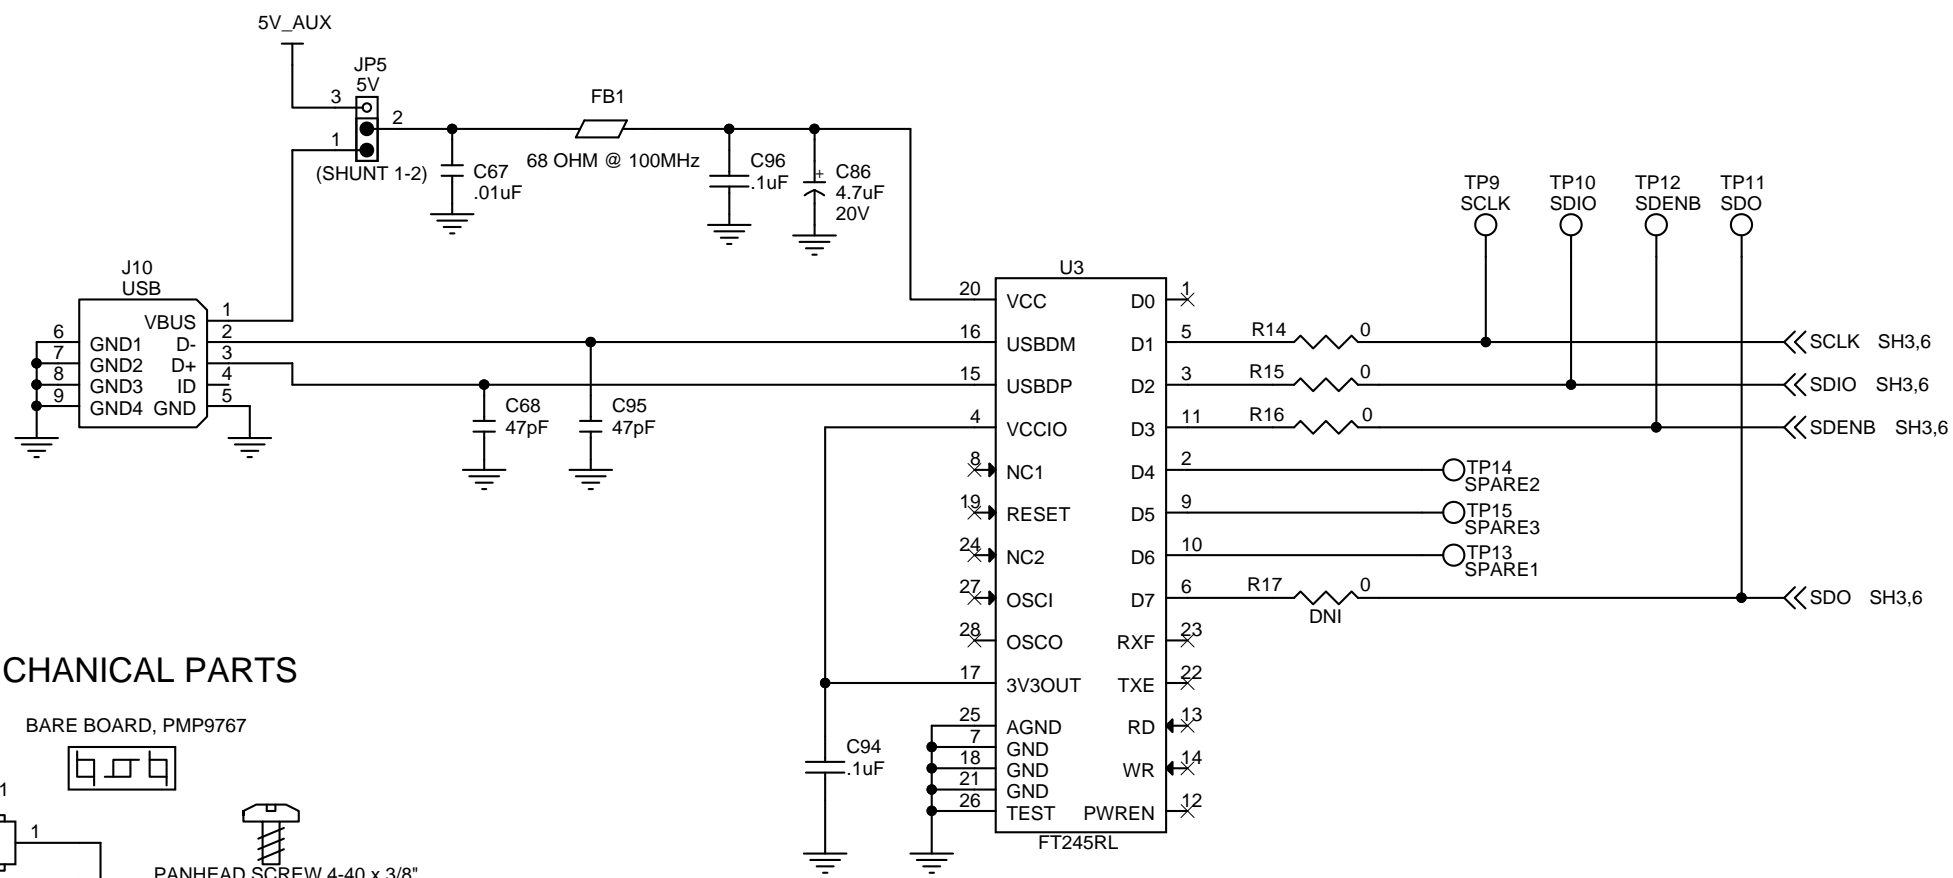 5V_AUX
JP5
5V
3
2
1
(SHUNT 1-2)
FB1
68 OHM @ 100MHz
C67
.01uF
C96
.1uF
C86
+
4.7uF
20V
J10
USB
VBUS 1
D- 2
D+ 3
ID 4
GND 5
6 GND1
7 GND2
8 GND3
9 GND4
C68
47pF
C95
47pF
U3
20 VCC
16 USBDM
15 USBDP
4 VCCIO
8 NC1
19 RESET
24 NC2
27 OSCI
28 OSCO
17 3V3OUT
25 AGND
7 GND
18 GND
21 GND
26 TEST
D0 1
D1 5
D2 3
D3 11
D4 2
D5 9
D6 10
D7 6
RXF 23
TXE 22
RD 13
WR 14
PWREN 12
FT245RL
C94
.1uF
R14 0
R15 0
R16 0
R17 0
DNI
TP9
SCLK
TP10
SDIO
TP12
SDENB
TP11
SDO
SCLK SH3,6
SDIO SH3,6
SDENB SH3,6
TP14
SPARE2
TP15
SPARE3
TP13
SPARE1
SDO SH3,6
CHANICAL PARTS
BARE BOARD, PMP9767
1
1
PANHEAD SCREW 4-40 x 3/8"